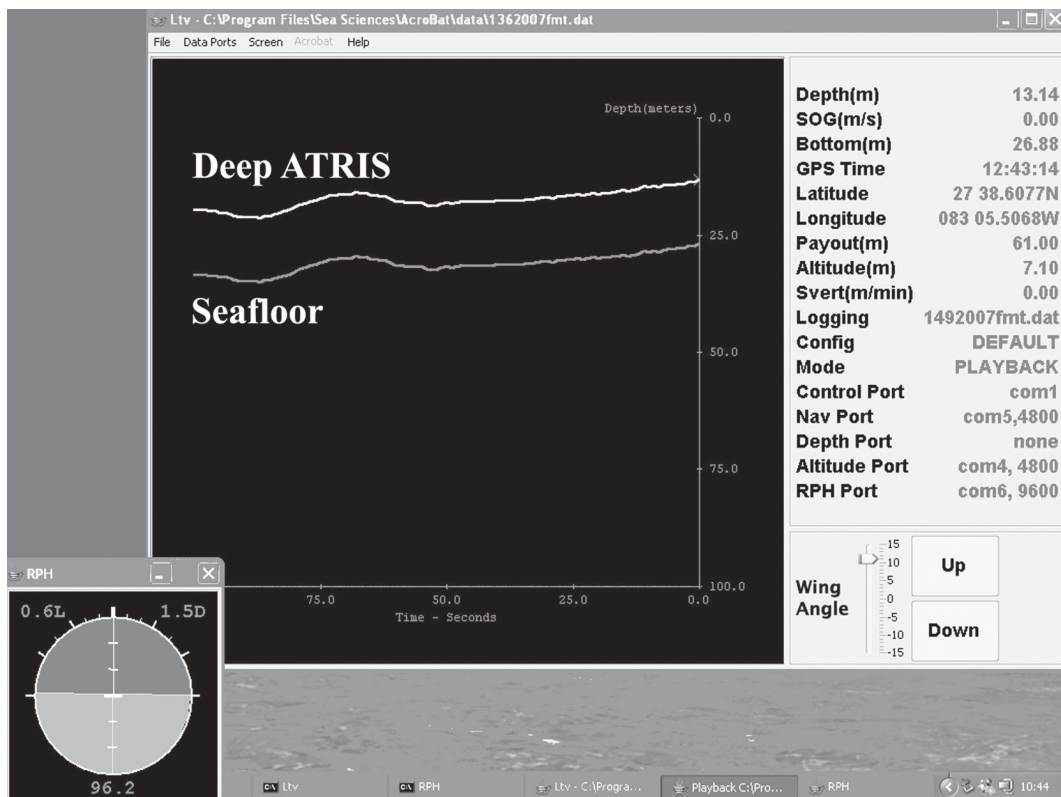 Ltv - C:\Program Files\Sea Sciences\AcroBat\data\1362007fmt.dat
File Data Ports Screen Acrobat Help
Depth(meters)
0.0
25.0
50.0
75.0
100.0
Deep ATRIS
Seafloor
75.0 50.0 25.0 0.0
Time - Seconds
Depth(m) 13.14
SOG(m/s) 0.00
Bottom(m) 26.88
GPS Time 12:43:14
Latitude 27 38.6077N
Longitude 083 05.5068W
Payout(m) 61.00
Altitude(m) 7.10
Svert(m/min) 0.00
Logging 1492007fmt.dat
Config DEFAULT
Mode PLAYBACK
Control Port com1
Nav Port com5,4800
Depth Port none
Altitude Port com4, 4800
RPH Port com6, 9600
Wing Angle
15
10
5
0
-5
-10
-15
Up
Down
RPH
0.6L 1.5D
96.2
Ltv RPH Ltv - C:\Progra... Playback C:\Pro... RPH 10:44